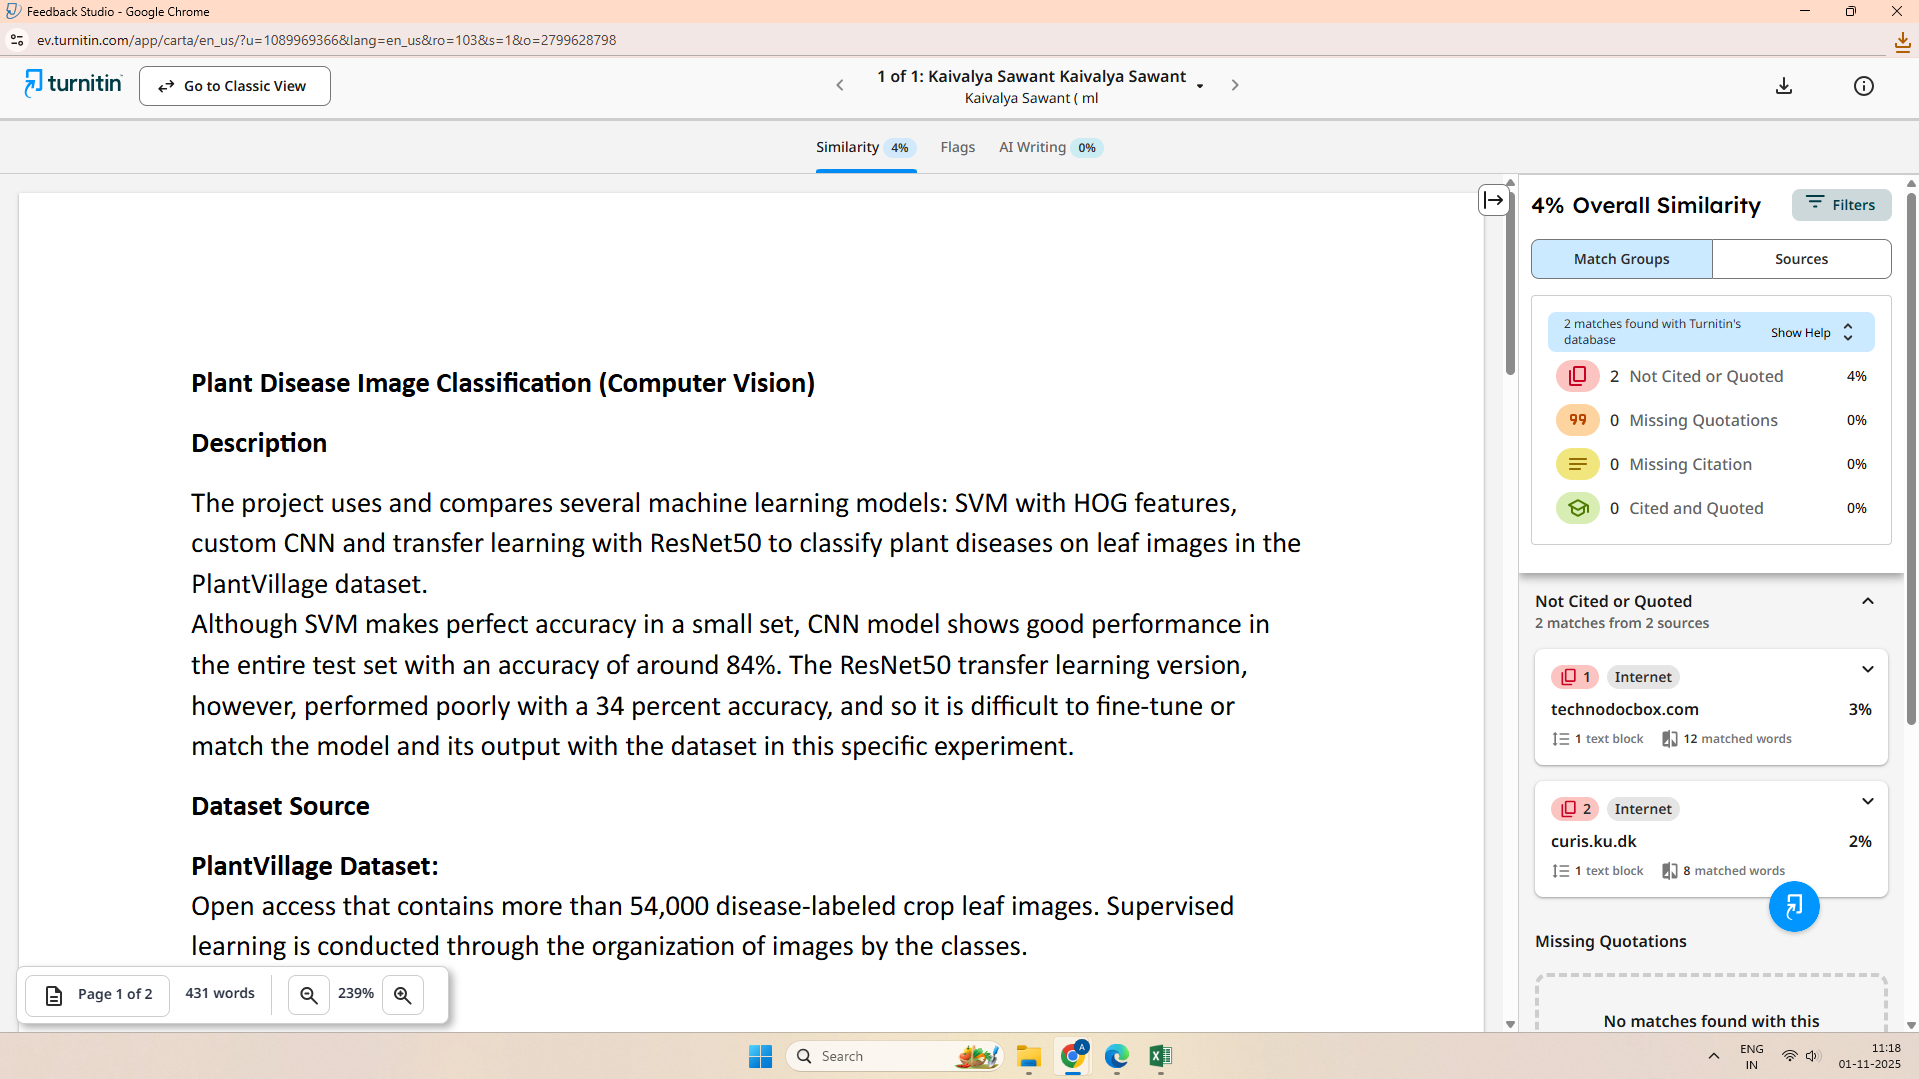 Feedback Studio - Google Chrome
ev.turnitin.com/app/carta/en_us/?u=1089969366&lang=en_us&ro=103&s=1&o=2799628798
turnitin
Go to Classic View
1 of 1: Kaivalya Sawant Kaivalya Sawant
Kaivalya Sawant ( ml
Similarity 4%
Flags
AI Writing 0%
Plant Disease Image Classification (Computer Vision)
Description
The project uses and compares several machine learning models: SVM with HOG features,
custom CNN and transfer learning with ResNet50 to classify plant diseases on leaf images in the
PlantVillage dataset.
Although SVM makes perfect accuracy in a small set, CNN model shows good performance in
the entire test set with an accuracy of around 84%. The ResNet50 transfer learning version,
however, performed poorly with a 34 percent accuracy, and so it is difficult to fine-tune or
match the model and its output with the dataset in this specific experiment.
Dataset Source
PlantVillage Dataset:
Open access that contains more than 54,000 disease-labeled crop leaf images. Supervised
learning is conducted through the organization of images by the classes.
Page 1 of 2
431 words
239%
4% Overall Similarity
Filters
Match Groups
Sources
2 matches found with Turnitin's
database
Show Help
2 Not Cited or Quoted 4%
99 0 Missing Quotations 0%
0 Missing Citation 0%
0 Cited and Quoted 0%
Not Cited or Quoted
2 matches from 2 sources
1 Internet
technodocbox.com 3%
1 text block 12 matched words
2 Internet
curis.ku.dk 2%
1 text block 8 matched words
Missing Quotations
No matches found with this
Search
A
ENG
IN
11:18
01-11-2025